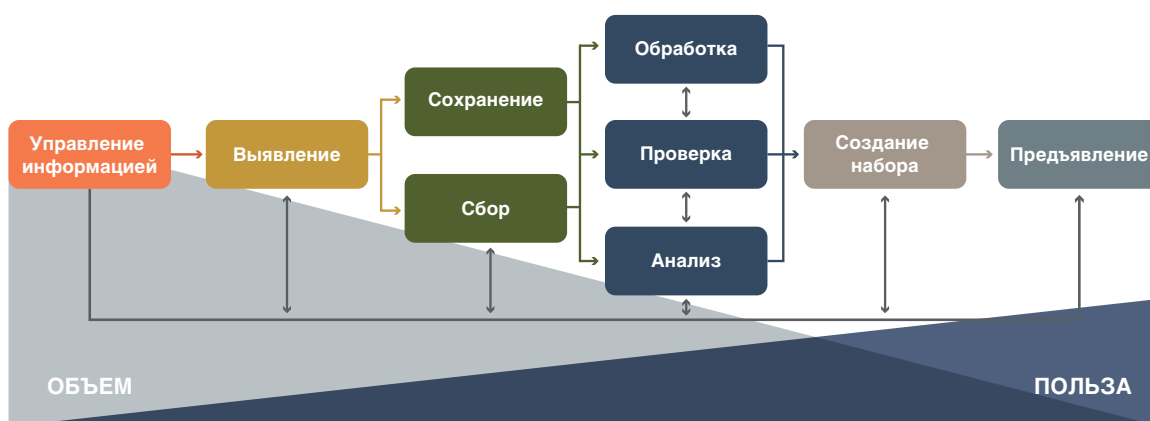 Управление
информацией
Выявление
Сохранение
Сбор
Обработка
Проверка
Анализ
Создание
набора
Предъявление
ОБЪЕМ
ПОЛЬЗА